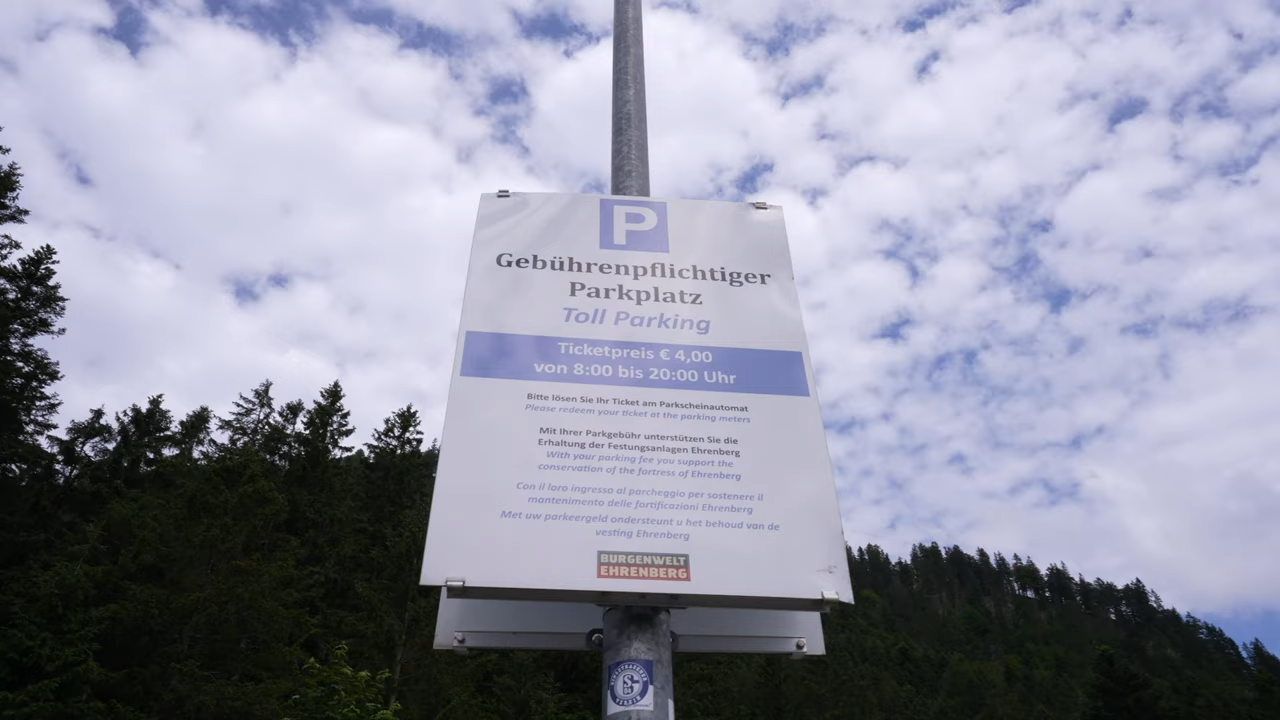 P
Gebührenpflichtiger
Parkplatz
Toll Parking
Ticketpreis € 4,00
von 8:00 bis 20:00 Uhr
Bitte lösen Sie Ihr Ticket am Parkscheinautomat
Please redeem your ticket at the parking meters
Mit Ihrer Parkgebühr unterstützen Sie die
Erhaltung der Festungsanlagen Ehrenberg
With your parking fee you support the
conservation of the fortress of Ehrenberg
Con il loro ingresso al parcheggio per sostenere il
mantenimento delle fortificazioni Ehrenberg
Met uw parkeergeld ondersteunt u het behoud van de
vesting Ehrenberg
BURGENWELT
EHRENBERG